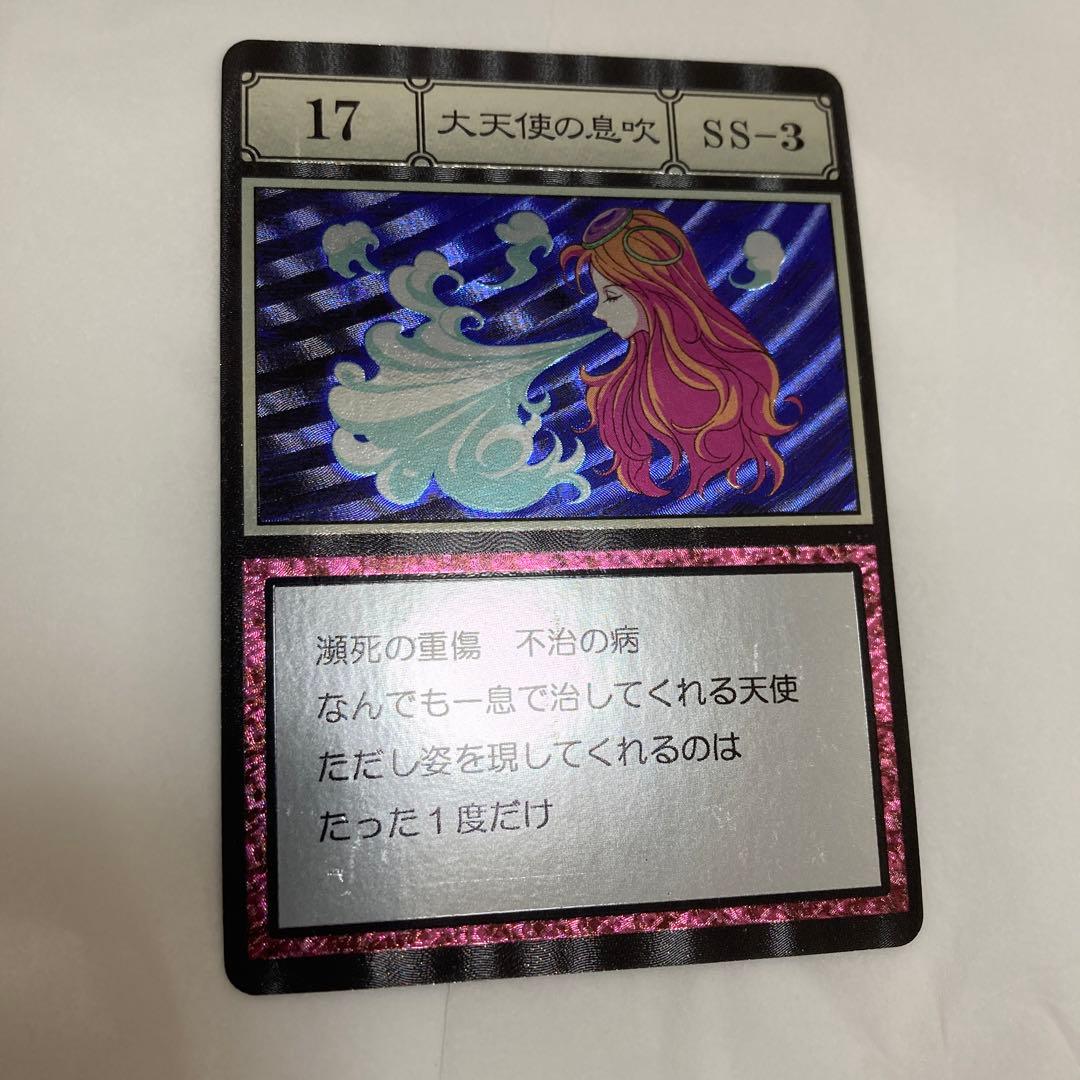 17
大天使の息吹
SS-3
瀕死の重傷　不治の病
なんでも一息で治してくれる天使
ただし姿を現してくれるのは
たった1度だけ